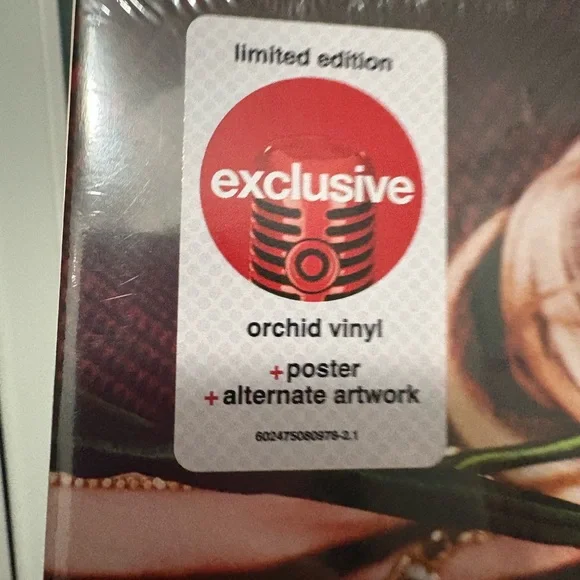 limited edition
exclusive
orchid vinyl
+poster
+alternate artwork
602475080978-2.1